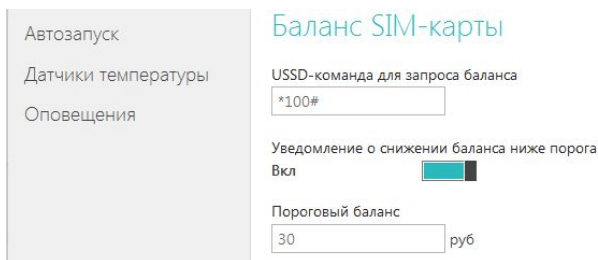 Автозапуск
Датчики температуры
Оповещения
Баланс SIM-карты
USSD-команда для запроса баланса
*100#
Уведомление о снижении баланса ниже порога
Вкл
Пороговый баланс
30 руб